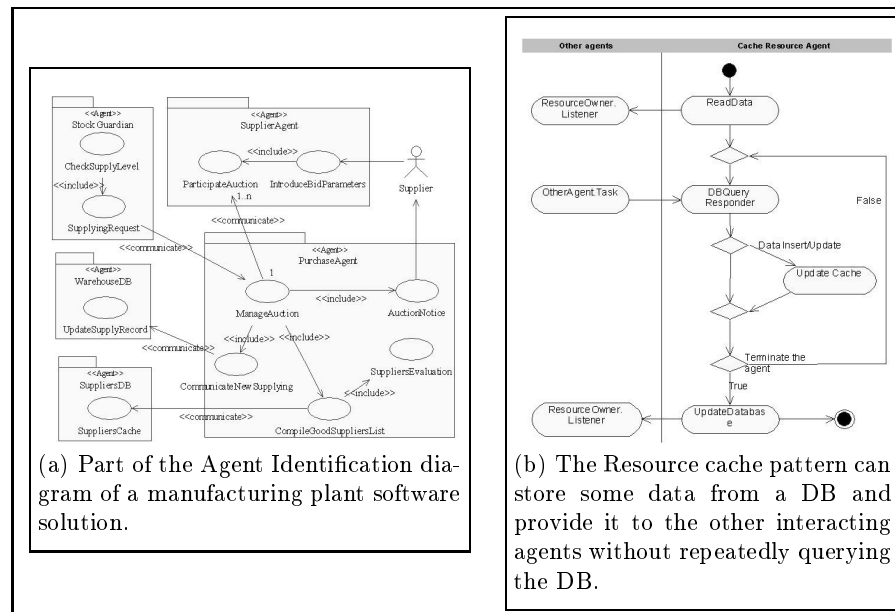 <<Agent>>
Stock Guardian
CheckSupplyLevel
<<include>>
SupplyingRequest
<<Agent>>
SupplierAgent
<<include>>
ParticipateAuction
IntroduceBidParameters
1..n
Supplier
<<communicate>>
<<communicate>>
<<Agent>>
PurchaseAgent
1
ManageAuction
<<include>>
AuctionNotice
<<Agent>>
WarehouseDB
UpdateSupplyRecord
<<communicate>>
<<include>>
<<include>>
CommunicateNewSupplying
SuppliersEvaluation
<<include>>
<<Agent>>
SuppliersDB
SuppliersCache
<<communicate>>
CompileGoodSuppliersList
(a) Part of the Agent Identification dia-
gram of a manufacturing plant software
solution.
Other agents
Cache Resource Agent
ResourceOwner.
Listener
ReadData
OtherAgent.Task
DBQuery
Responder
False
Data Insert/Update
Update Cache
Terminate the
agent
True
ResourceOwner.
Listener
UpdateDatabas
e
(b) The Resource cache pattern can
store some data from a DB and
provide it to the other interacting
agents without repeatedly querying
the DB.